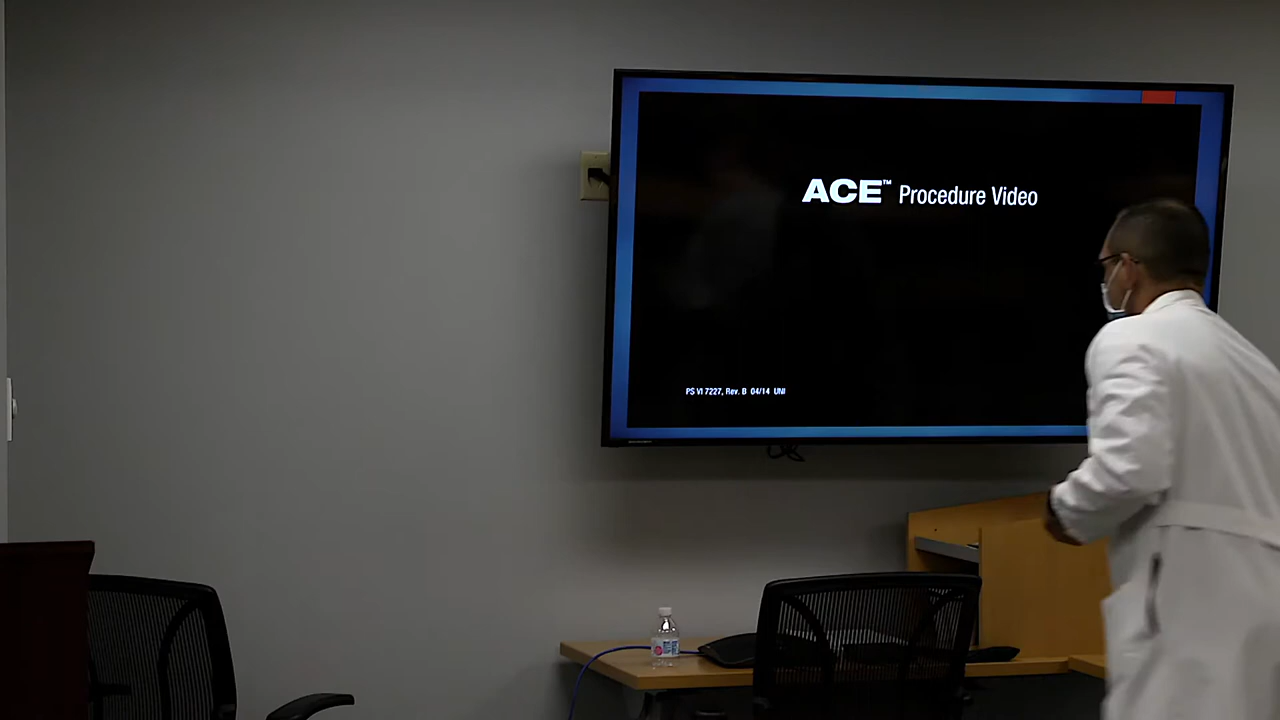 ACE™ Procedure Video
PS VI 7227, Rev. B 04/14 UNI